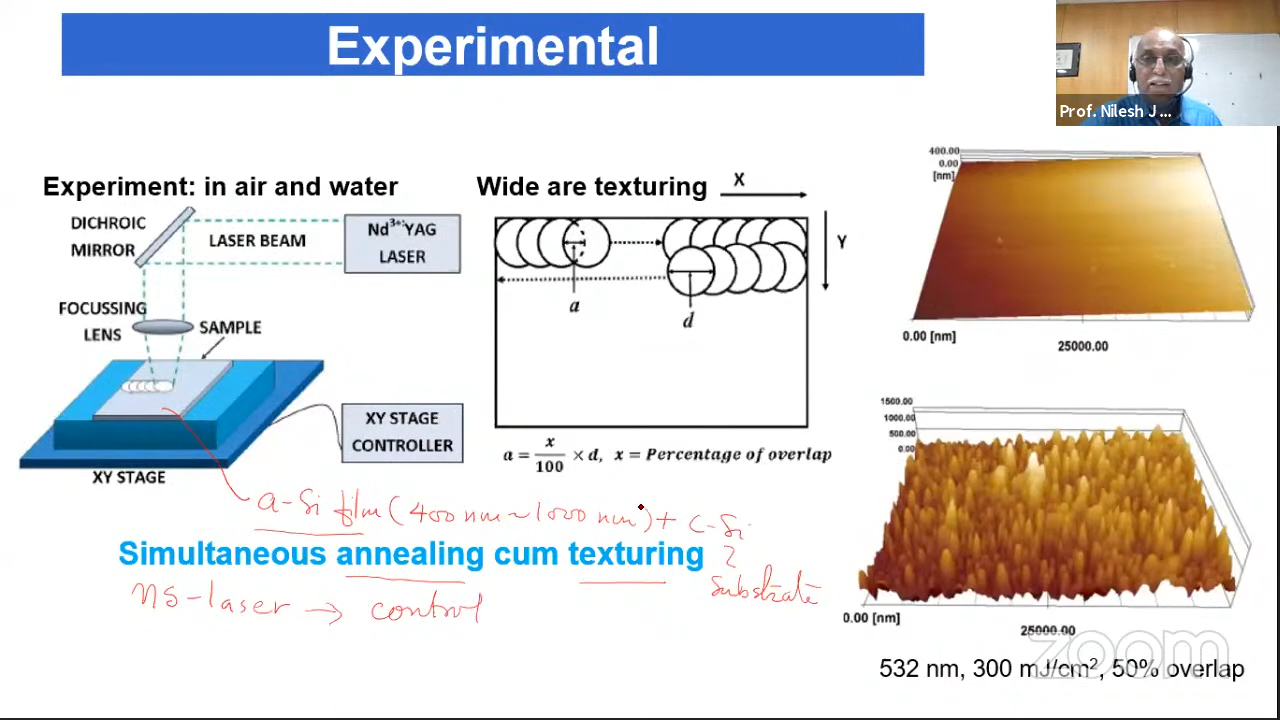 Experimental
Prof. Nilesh J ...
Experiment: in air and water
DICHROIC
MIRROR
LASER BEAM
Nd3+:YAG
LASER
FOCUSSING
LENS
SAMPLE
XY STAGE
CONTROLLER
XY STAGE
Wide are texturing
X
Y
a
d
a = x/100 × d, x = Percentage of overlap
400.00
0.00
[nm]
0.00 [nm]
25000.00
1500.00
1000.00
500.00
0.00
0.00 [nm]
25000.00
a-Si film (400 nm ~ 1000 nm) + c-Si
Substrate
Simultaneous annealing cum texturing
ns-laser → control
zoom
532 nm, 300 mJ/cm², 50% overlap